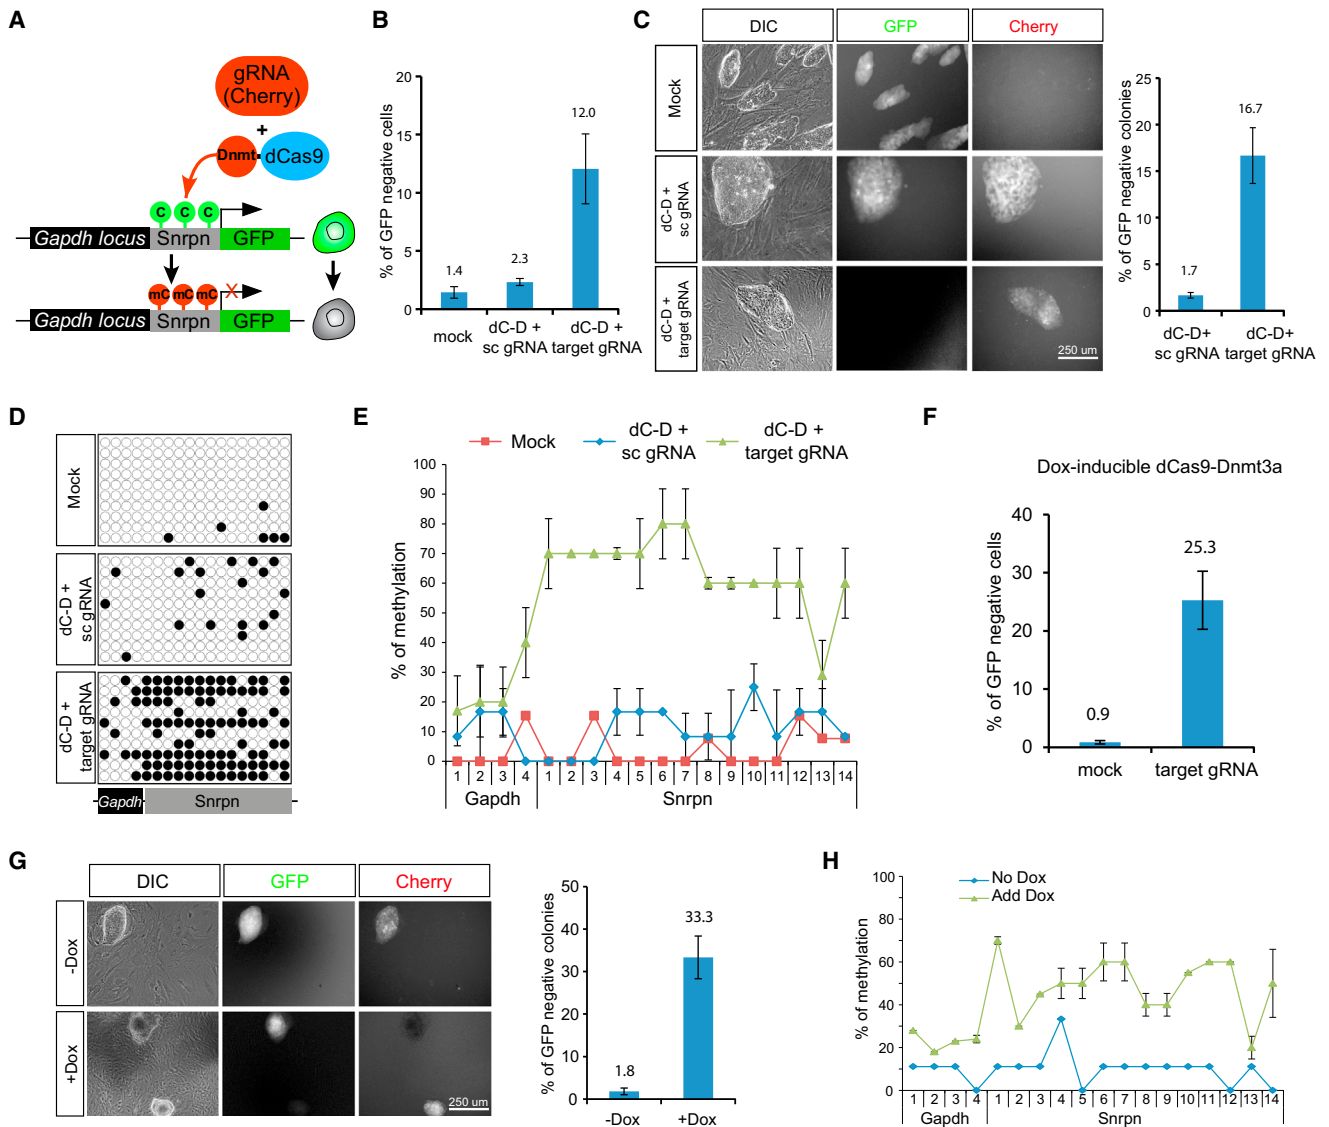 A
gRNA
(Cherry)
+
Dnmt dCas9
C C C
Gapdh locus Snrpn GFP
mC mC mC X
Gapdh locus Snrpn GFP
B
% of GFP negative cells
20
15
10
5
0
1.4
2.3
12.0
mock
dC-D +
sc gRNA
dC-D +
target gRNA
C
DIC GFP Cherry
Mock
dC-D +
sc gRNA
dC-D +
target gRNA
250 um
% of GFP negative colonies
25
20
15
10
5
0
1.7
16.7
dC-D+
sc gRNA
dC-D+
target gRNA
D
Mock
dC-D +
sc gRNA
dC-D +
target gRNA
Gapdh Snrpn
E
Mock
dC-D +
sc gRNA
dC-D +
target gRNA
% of methylation
100
90
80
70
60
50
40
30
20
10
0
1 2 3 4 1 2 3 4 5 6 7 8 9 10 11 12 13 14
Gapdh Snrpn
F
Dox-inducible dCas9-Dnmt3a
% of GFP negative cells
40
30
20
10
0
0.9
25.3
mock target gRNA
G
DIC GFP Cherry
-Dox
+Dox
250 um
% of GFP negative colonies
50
40
30
20
10
0
1.8
33.3
-Dox +Dox
H
No Dox
Add Dox
% of methylation
100
80
60
40
20
0
1 2 3 4 1 2 3 4 5 6 7 8 9 10 11 12 13 14
Gapdh Snrpn